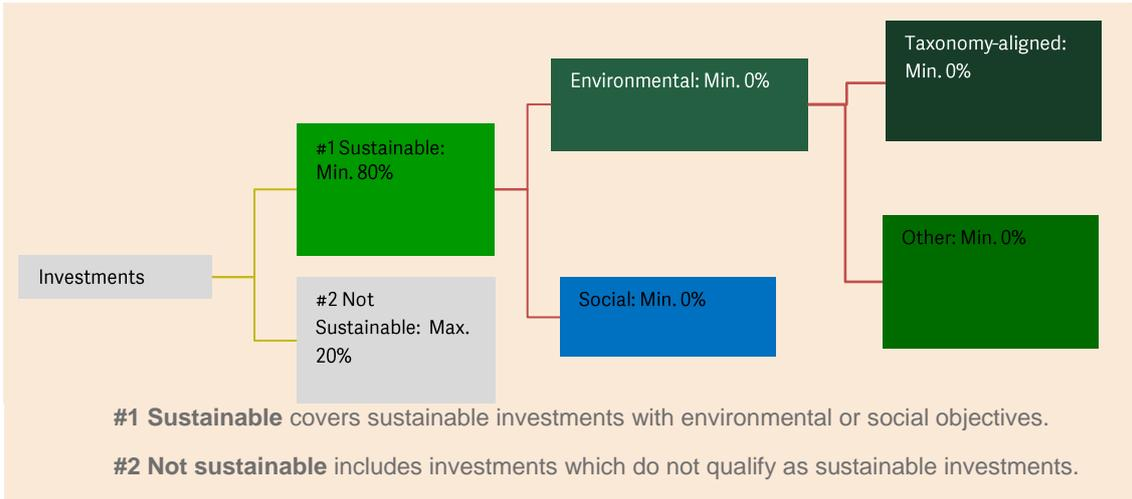 Taxonomy-aligned:
Min. 0%
Environmental: Min. 0%
#1 Sustainable:
Min. 80%
Other: Min. 0%
Investments
#2 Not
Sustainable: Max.
20%
Social: Min. 0%
#1 Sustainable covers sustainable investments with environmental or social objectives.
#2 Not sustainable includes investments which do not qualify as sustainable investments.